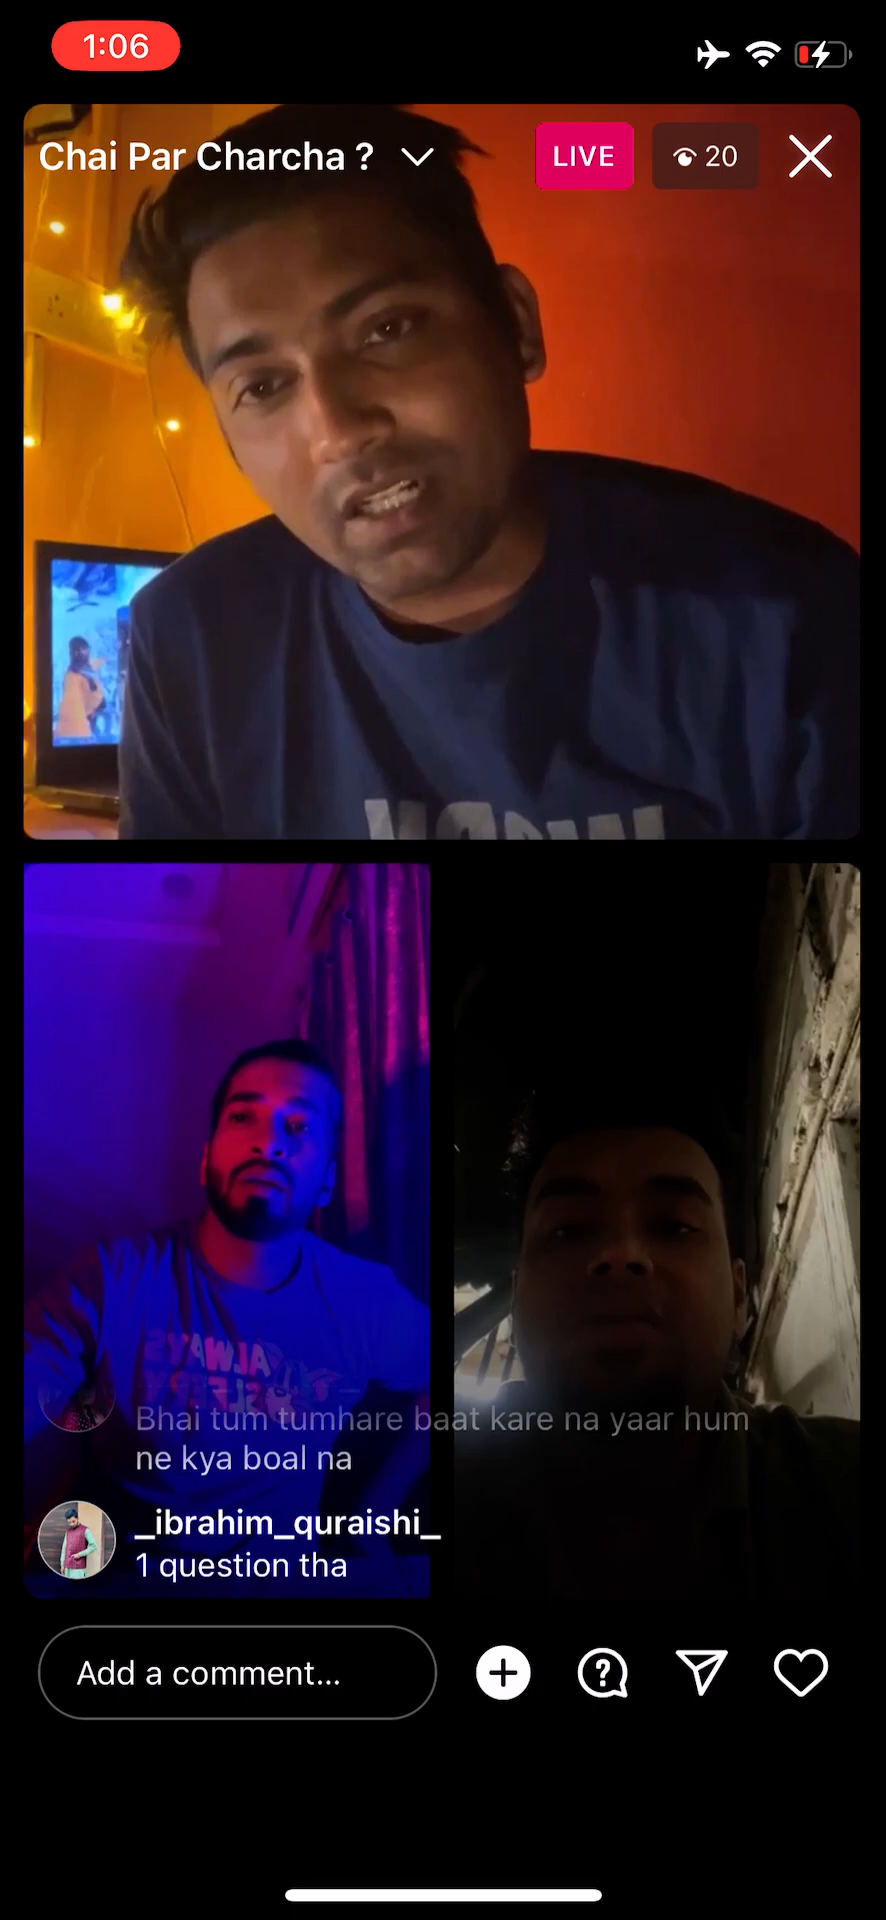 1:06
Chai Par Charcha ?
LIVE
20
ALWAYS
Bhai tum tumhare baat kare na yaar hum
ne kya boal na
_ibrahim_quraishi_
1 question tha
Add a comment...